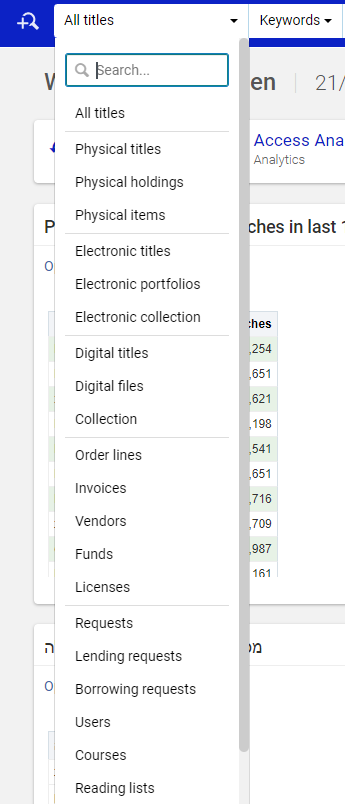 All titles
Keywords
W
en
21/
Search...
All titles
Physical titles
Physical holdings
Physical items
Electronic titles
Electronic portfolios
Electronic collection
Digital titles
Digital files
Collection
Order lines
Invoices
Vendors
Funds
Licenses
Requests
Lending requests
Borrowing requests
Users
Courses
Reading lists
Access Ana
Analytics
P
ches in last 1
O
ches
,254
,651
,621
,198
,541
,651
,716
,709
,987
,161
ה
מכ
O